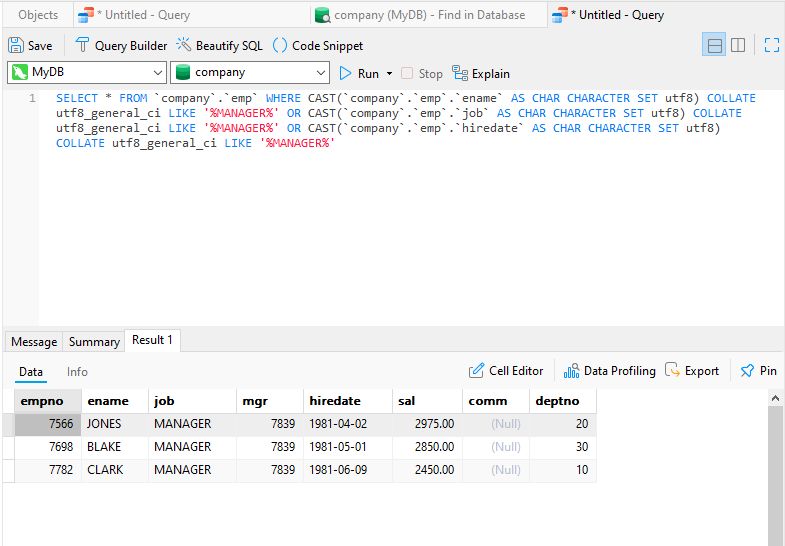 Objects * Untitled - Query company (MyDB) - Find in Database * Untitled - Query
Save Query Builder Beautify SQL () Code Snippet
MyDB company Run Stop Explain
1 SELECT * FROM `company`.`emp` WHERE CAST(`company`.`emp`.`ename` AS CHAR CHARACTER SET utf8) COLLATE
utf8_general_ci LIKE '%MANAGER%' OR CAST(`company`.`emp`.`job` AS CHAR CHARACTER SET utf8) COLLATE
utf8_general_ci LIKE '%MANAGER%' OR CAST(`company`.`emp`.`hiredate` AS CHAR CHARACTER SET utf8)
COLLATE utf8_general_ci LIKE '%MANAGER%'
Message Summary Result 1
Data Info Cell Editor Data Profiling Export Pin
empno ename job mgr hiredate sal comm deptno
7566 JONES MANAGER 7839 1981-04-02 2975.00 (Null) 20
7698 BLAKE MANAGER 7839 1981-05-01 2850.00 (Null) 30
7782 CLARK MANAGER 7839 1981-06-09 2450.00 (Null) 10